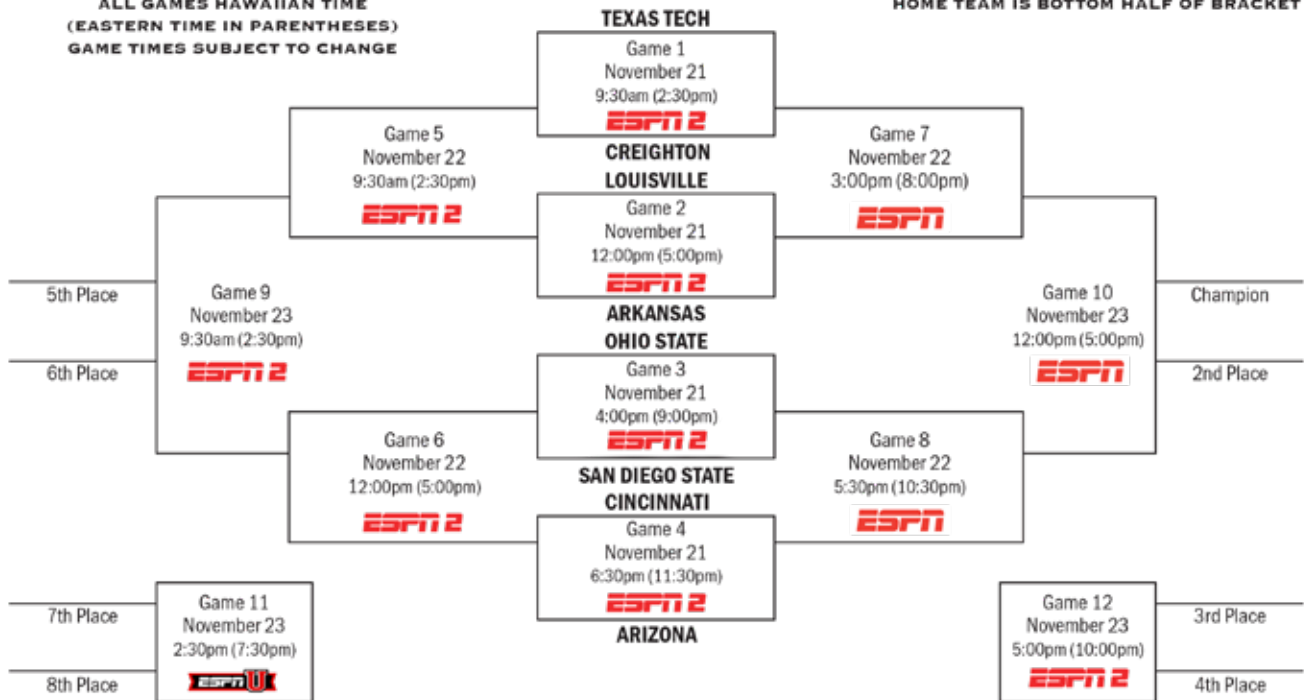 ALL GAMES HAWAIIAN TIME
(EASTERN TIME IN PARENTHESES)
GAME TIMES SUBJECT TO CHANGE
HOME TEAM IS BOTTOM HALF OF BRACKET
TEXAS TECH
Game 1
November 21
9:30am (2:30pm)
ESPN 2
CREIGHTON
Game 5
November 22
9:30am (2:30pm)
ESPN 2
Game 7
November 22
3:00pm (8:00pm)
ESPN
LOUISVILLE
Game 2
November 21
12:00pm (5:00pm)
ESPN 2
ARKANSAS
5th Place
6th Place
Game 9
November 23
9:30am (2:30pm)
ESPN 2
Game 10
November 23
12:00pm (5:00pm)
ESPN
Champion
2nd Place
OHIO STATE
Game 3
November 21
4:00pm (9:00pm)
ESPN 2
SAN DIEGO STATE
Game 6
November 22
12:00pm (5:00pm)
ESPN 2
Game 8
November 22
5:30pm (10:30pm)
ESPN
CINCINNATI
Game 4
November 21
6:30pm (11:30pm)
ESPN 2
ARIZONA
7th Place
8th Place
Game 11
November 23
2:30pm (7:30pm)
ESPN U
Game 12
November 23
5:00pm (10:00pm)
ESPN 2
3rd Place
4th Place